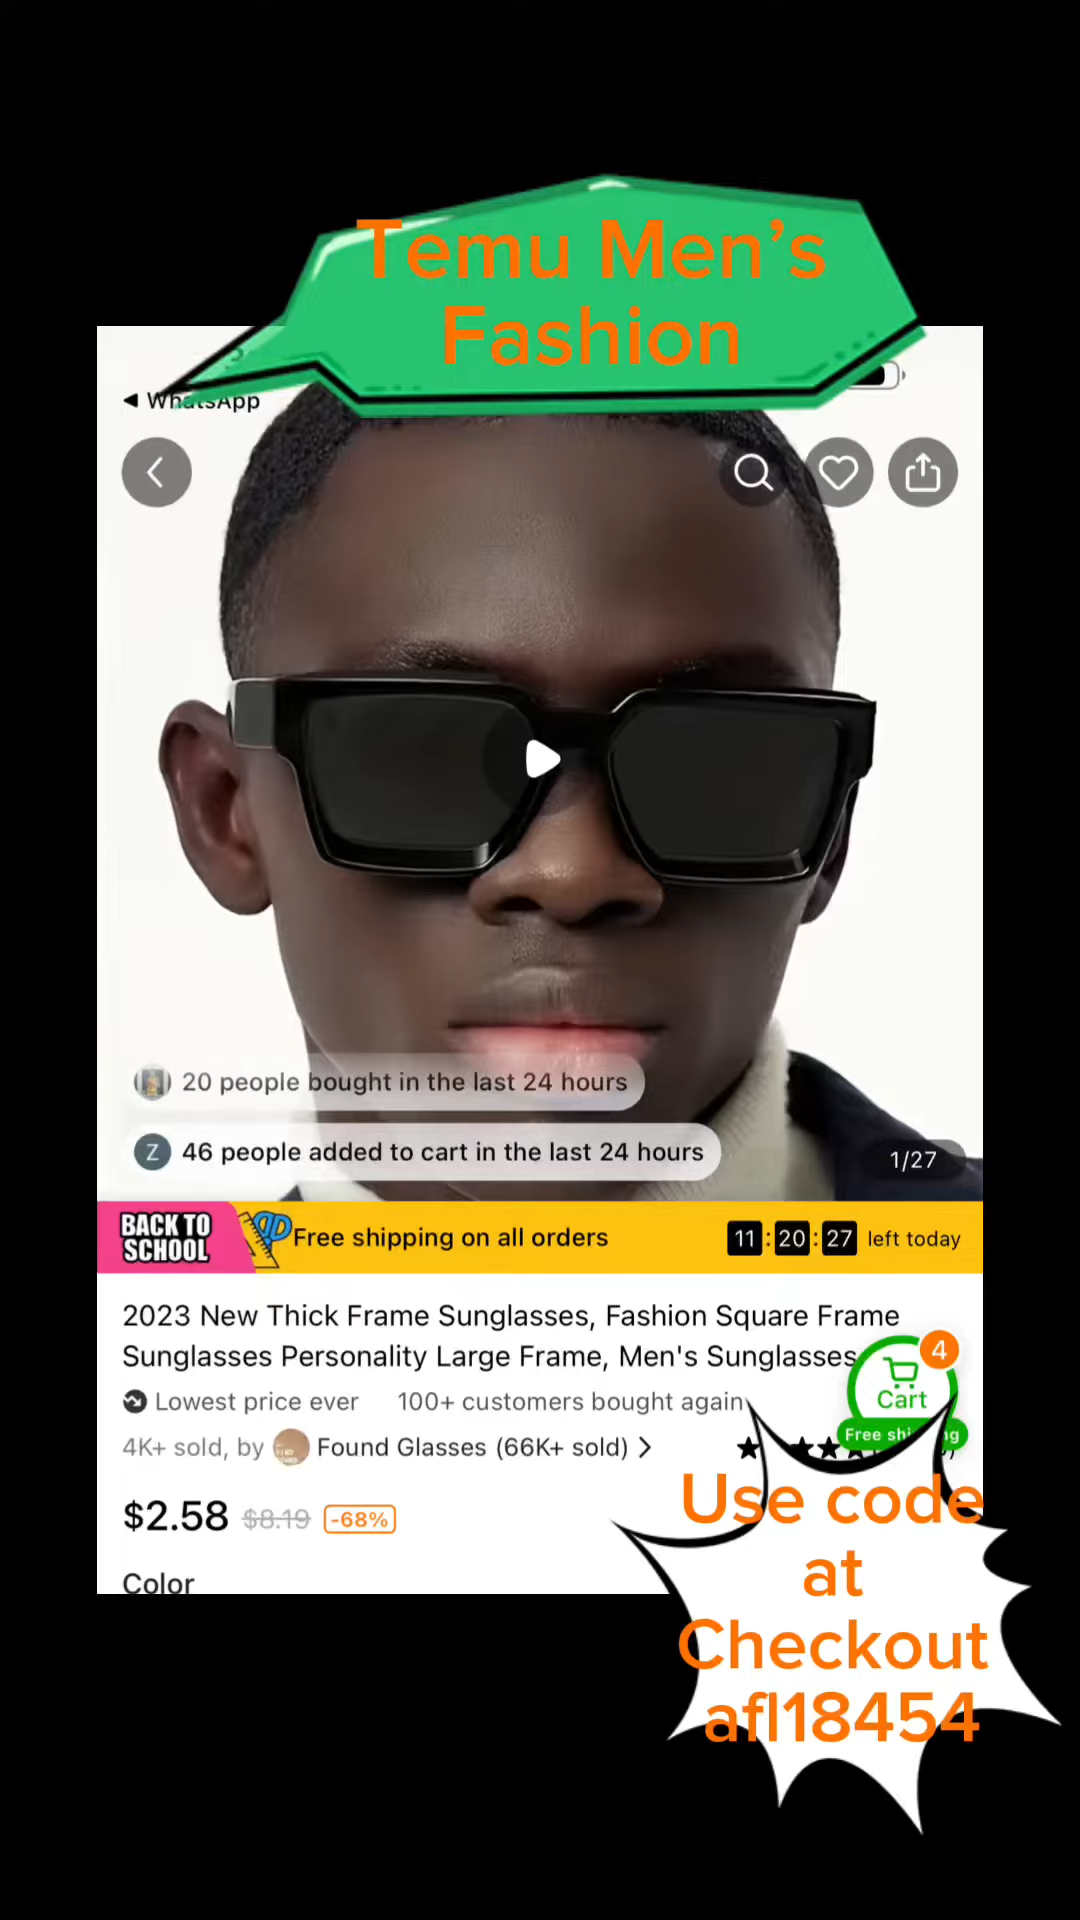 Temu Men’s
Fashion
WhatsApp
20 people bought in the last 24 hours
Z
46 people added to cart in the last 24 hours
1/27
BACK TO
SCHOOL
Free shipping on all orders
11:20:27 left today
2023 New Thick Frame Sunglasses, Fashion Square Frame
Sunglasses Personality Large Frame, Men's Sunglasses
4
Cart
Lowest price ever 100+ customers bought again
Free
4K+ sold, by Found Glasses (66K+ sold)
$2.58 $8.19 -68%
Color
Use code
at
Checkout
afl18454